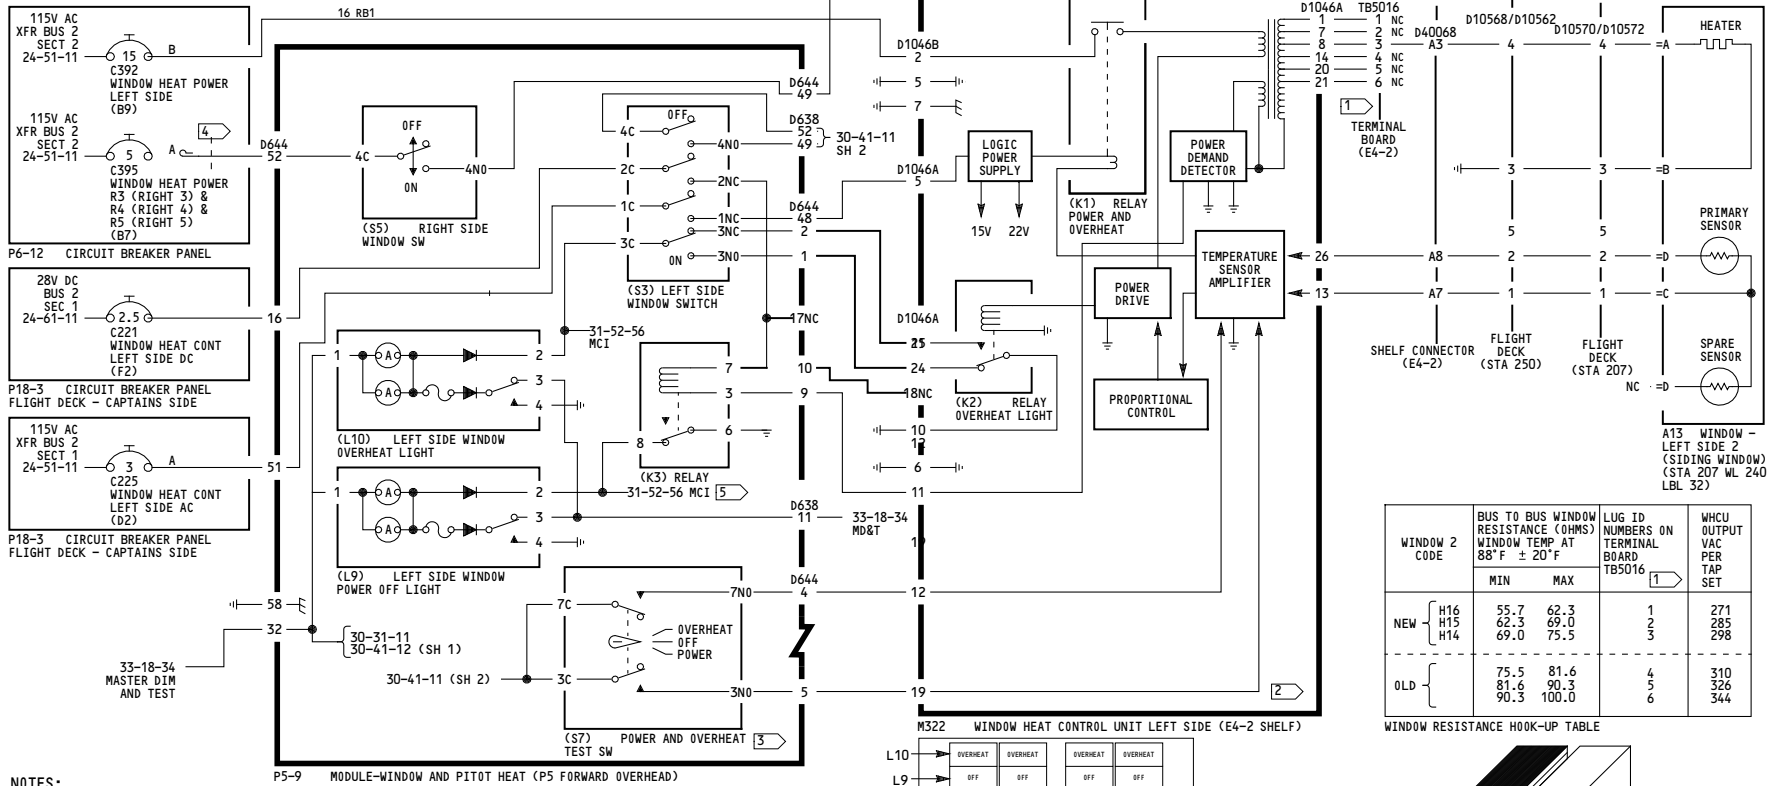 16 RB1
115V AC
XFR BUS 2
SECT 2
24-51-11
15
B
C392
WINDOW HEAT POWER
LEFT SIDE
(B9)
115V AC
XFR BUS 2
SECT 2
24-51-11
5
A
4
C395
WINDOW HEAT POWER
R3 (RIGHT 3) &
R4 (RIGHT 4) &
R5 (RIGHT 5)
(B7)
P6-12 CIRCUIT BREAKER PANEL
28V DC
BUS 2
SEC 1
24-61-11
2.5
C221
WINDOW HEAT CONT
LEFT SIDE DC
(F2)
P18-3 CIRCUIT BREAKER PANEL
FLIGHT DECK - CAPTAINS SIDE
115V AC
XFR BUS 2
SECT 1
24-51-11
3
A
C225
WINDOW HEAT CONT
LEFT SIDE AC
(D2)
P18-3 CIRCUIT BREAKER PANEL
FLIGHT DECK - CAPTAINS SIDE
D644
52
16
51
58
32
33-18-34
MASTER DIM
AND TEST
30-31-11
30-41-12 (SH 1)
OFF
4C
4NO
ON
(S5) RIGHT SIDE
WINDOW SW
OFF
4C
4NO
2C
2NC
1C
1NC
3NC
3C
ON
3NO
(S3) LEFT SIDE
WINDOW SWITCH
31-52-56
MCI
1
A
2
A
3
4
(L10) LEFT SIDE WINDOW
OVERHEAT LIGHT
1
A
2
A
3
4
(L9) LEFT SIDE WINDOW
POWER OFF LIGHT
7
3
8
6
(K3) RELAY
31-52-56 MCI 5
7C
7NO
OVERHEAT
OFF
POWER
30-41-11 (SH 2)
3C
3NO
(S7) POWER AND OVERHEAT 3
TEST SW
P5-9 MODULE-WINDOW AND PITOT HEAT (P5 FORWARD OVERHEAD)
D644
49
D638
52
49
30-41-11
SH 2
D644
48
2
1
17NC
10
9
D638
11
33-18-34
MD&T
D644
4
5
D1046B
2
5
7
D1046A
5
D1046A
24
18NC
10
6
11
12
19
LOGIC
POWER
SUPPLY
15V 22V
(K1) RELAY
POWER AND
OVERHEAT
POWER
DEMAND
DETECTOR
TEMPERATURE
SENSOR
AMPLIFIER
POWER
DRIVE
PROPORTIONAL
CONTROL
(K2) RELAY
OVERHEAT LIGHT
2
M322 WINDOW HEAT CONTROL UNIT LEFT SIDE (E4-2 SHELF)
D1046A TB5016
1 1 NC
7 2 NC
8 3
14 4 NC
20 5 NC
21 6 NC
1
TERMINAL
BOARD
(E4-2)
26
13
D40068
A3
A8
A7
SHELF CONNECTOR
(E4-2)
D10568/D10562
4
3
5
2
1
FLIGHT
DECK
(STA 250)
D10570/D10572
4
3
5
2
1
FLIGHT
DECK
(STA 207)
HEATER
=A
=B
PRIMARY
SENSOR
=D
=C
SPARE
SENSOR
NC =D
A13 WINDOW -
LEFT SIDE 2
(SIDING WINDOW)
(STA 207 WL 240
LBL 32)
WINDOW 2
CODE
BUS TO BUS WINDOW
RESISTANCE (OHMS)
WINDOW TEMP AT
88°F ± 20°F
MIN MAX
LUG ID
NUMBERS ON
TERMINAL
BOARD
TB5016 1
WHCU
OUTPUT
VAC
PER
TAP
SET
NEW
H16 55.7 62.3 1 271
H15 62.3 69.0 2 285
H14 69.0 75.5 3 298
OLD
75.5 81.6 4 310
81.6 90.3 5 326
90.3 100.0 6 344
WINDOW RESISTANCE HOOK-UP TABLE
L10 OVERHEAT OVERHEAT OVERHEAT OVERHEAT
L9 OFF OFF OFF OFF
NOTES: